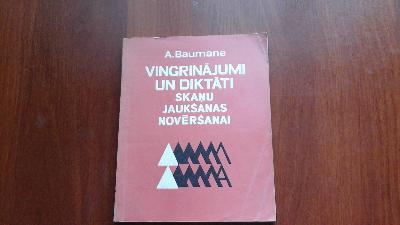 A.Baumane
VINGRINĀJUMI
UN DIKTĀTI
SKAŅU
JAUKŠANAS
NOVĒRŠANAI